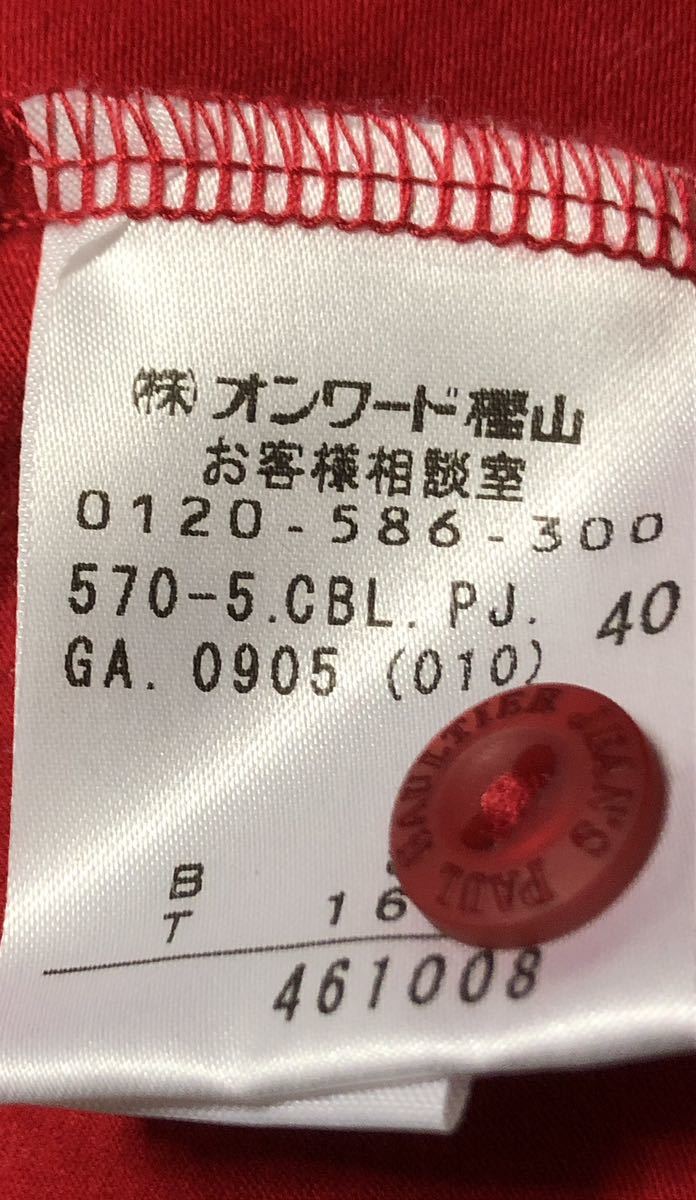 ㈱オンワード樫山
お客様相談室
0120-586-300
570-5.CBL. PJ. 40
GA. 0905 (010)
B
T 16
461008
GAULTIER JEAN'S PAUL